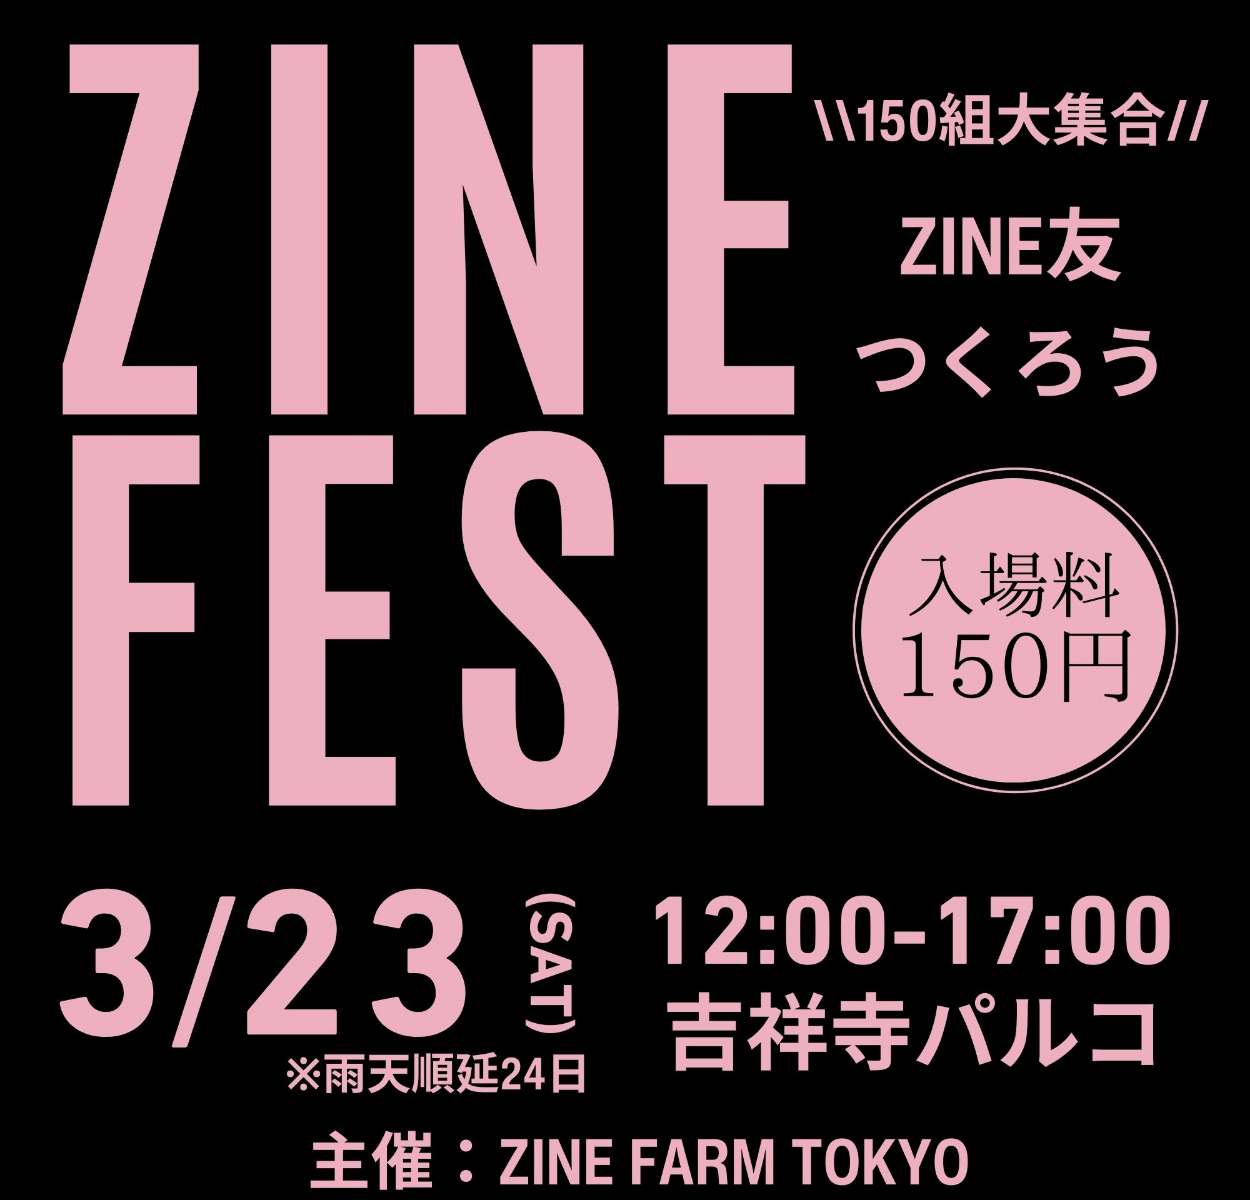 ZINE
FEST
\\150組大集合//
ZINE友
つくろう
入場料
150円
3/23
(SAT)
※雨天順延24日
12:00-17:00
吉祥寺パルコ
主催：ZINE FARM TOKYO